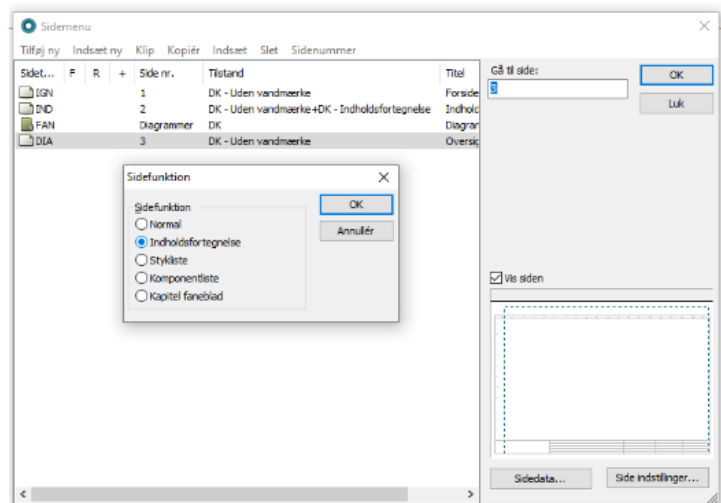 Sidemenu
Tilføj ny Indsæt ny Klip Kopiér Indsæt Slet Sidenummer
Sidet... F R + Side nr. Tilstand Titel
IGN 1 DK - Uden vandmærke Forside
IND 2 DK - Uden vandmærke+DK - Indholdsfortegnelse Indhold
FAN Diagrammer DK Diagram
DIA 3 DK - Uden vandmærke Oversig
Gå til side:
3
OK
Luk
Sidefunktion
Sidefunktion
Normal
Indholdsfortegnelse
Stykliste
Komponentliste
Kapitel faneblad
OK
Annullér
Vis siden
Sidedata...
Side indstillinger...